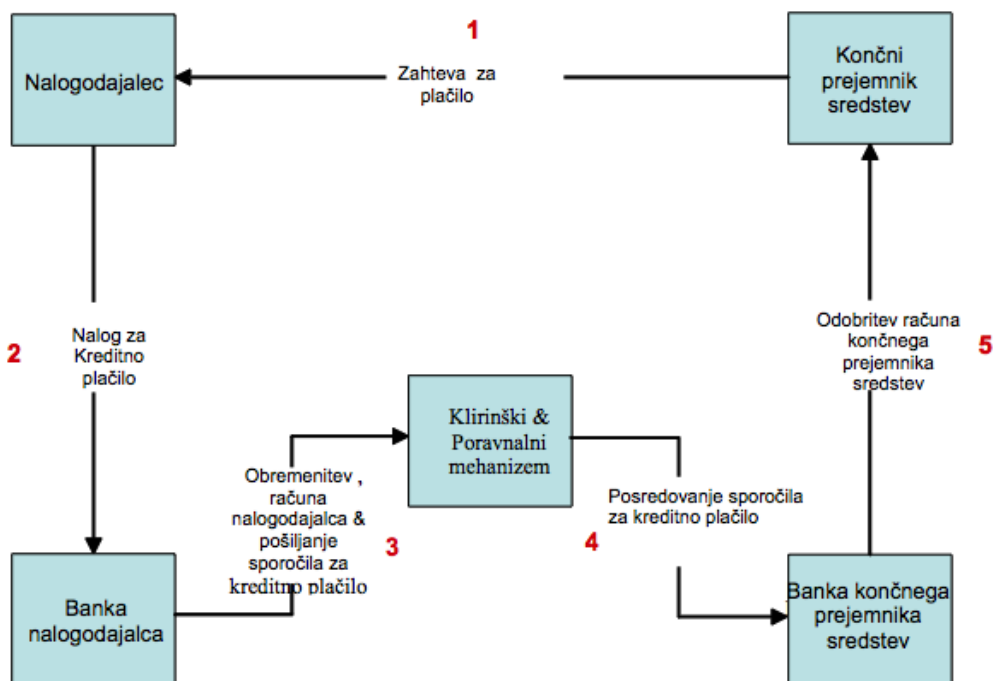 1
Nalogodajalec
Zahteva za
plačilo
Končni
prejemnik
sredstev
2
Nalog za
Kreditno
plačilo
Odobritev računa
končnega
prejemnika
sredstev
5
Klirinški &
Poravnalni
mehanizem
Obremenitev ,
računa
nalogodajalca &
pošiljanje
sporočila za
kreditno plačilo
3
Posredovanje sporočila
za kreditno plačilo
4
Banka
nalogodajalca
Banka končnega
prejemnika
sredstev